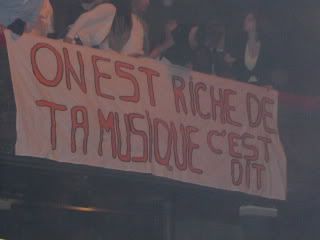 ON EST RICHE DE
TA MUSIQUE C'EST
DIT